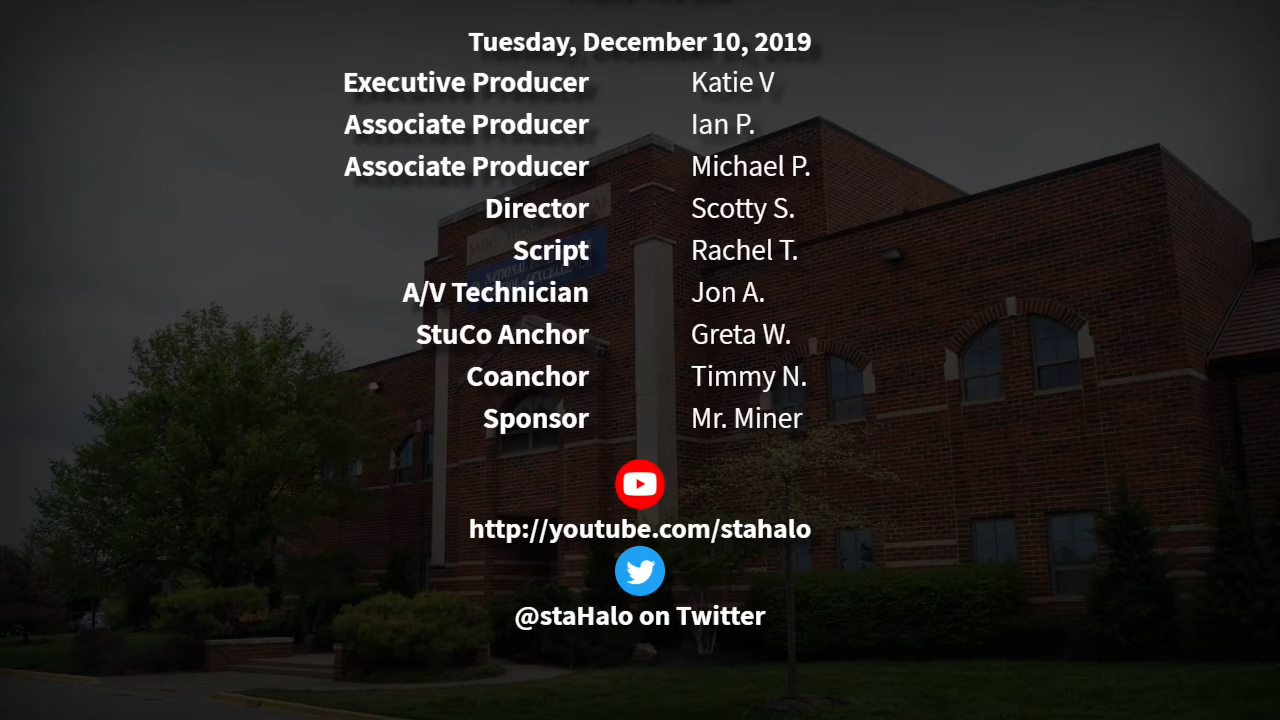 Tuesday, December 10, 2019
Executive Producer Katie V
Associate Producer Ian P.
Associate Producer Michael P.
Director Scotty S.
Script Rachel T.
A/V Technician Jon A.
StuCo Anchor Greta W.
Coanchor Timmy N.
Sponsor Mr. Miner
http://youtube.com/stahalo
@staHalo on Twitter